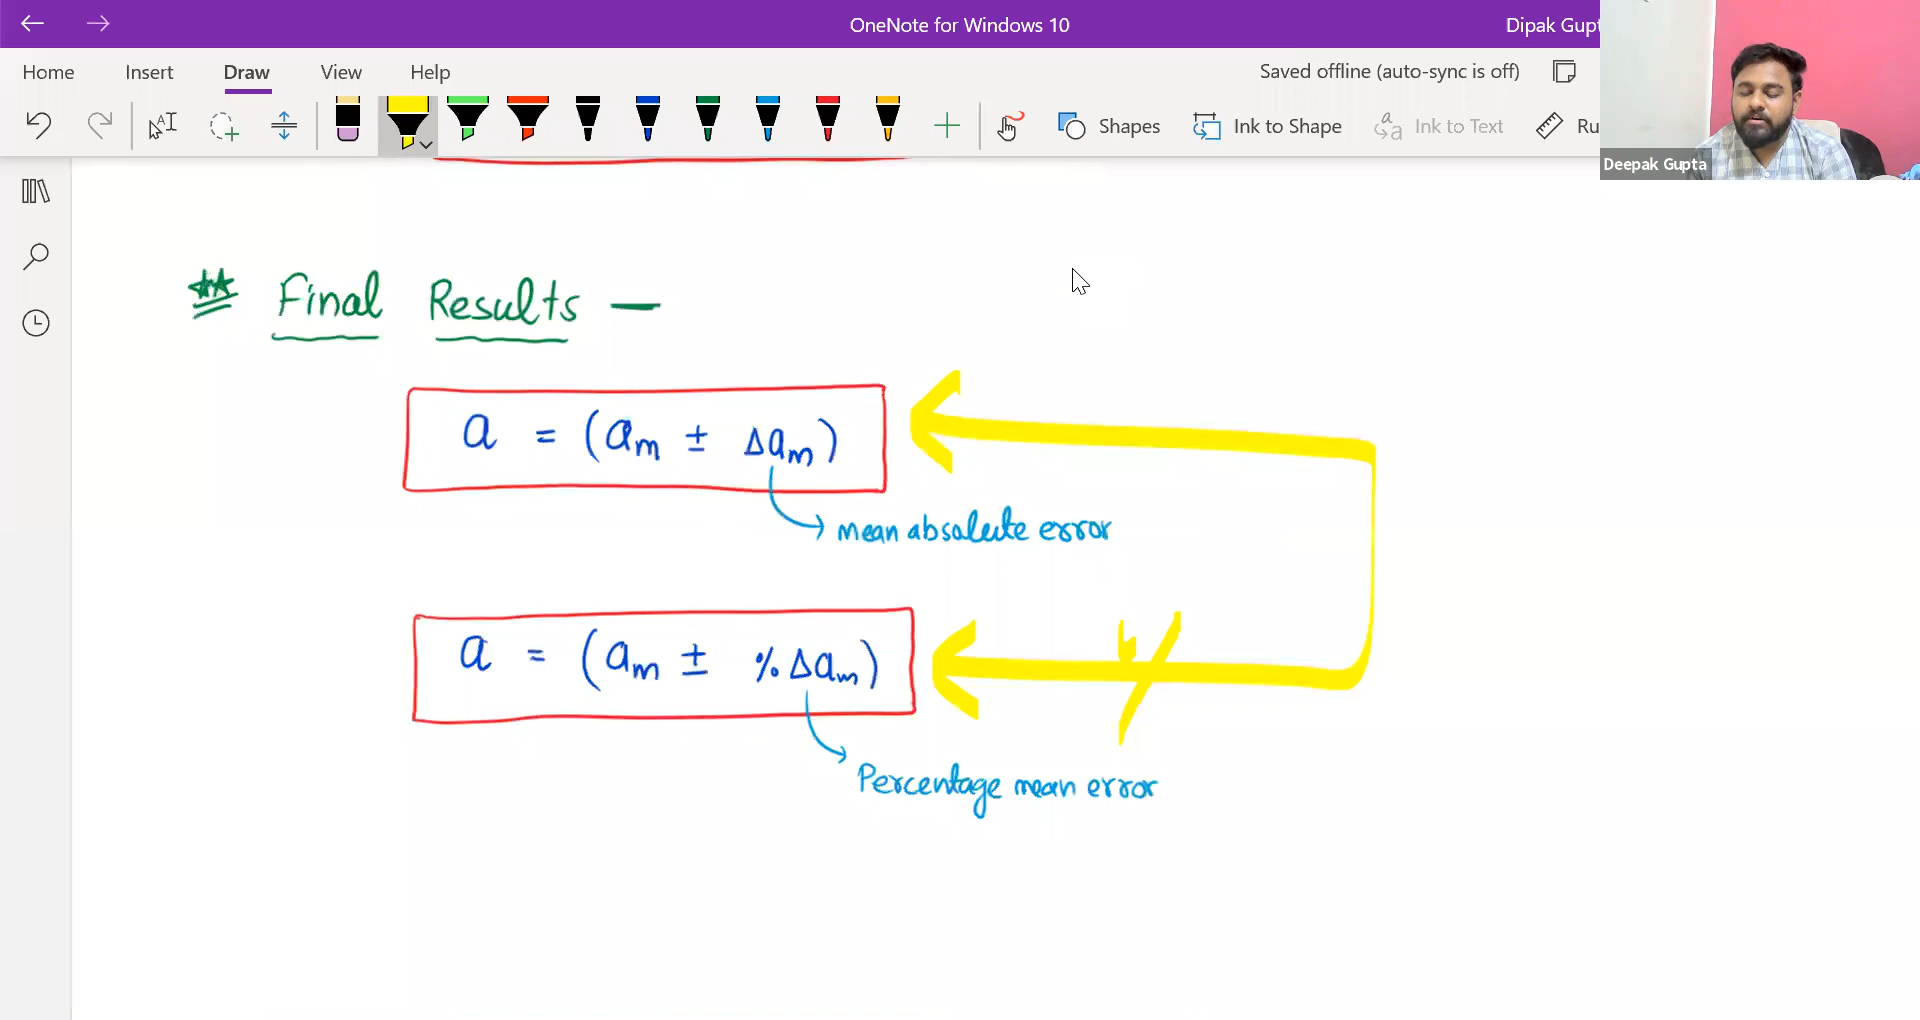 OneNote for Windows 10
Dipak Gupt
Home Insert Draw View Help
Saved offline (auto-sync is off)
Shapes Ink to Shape Ink to Text Ru
Deepak Gupta
** Final Results —
a = (am ± Δam)
mean absolute error
a = (am ± % Δam)
Percentage mean error